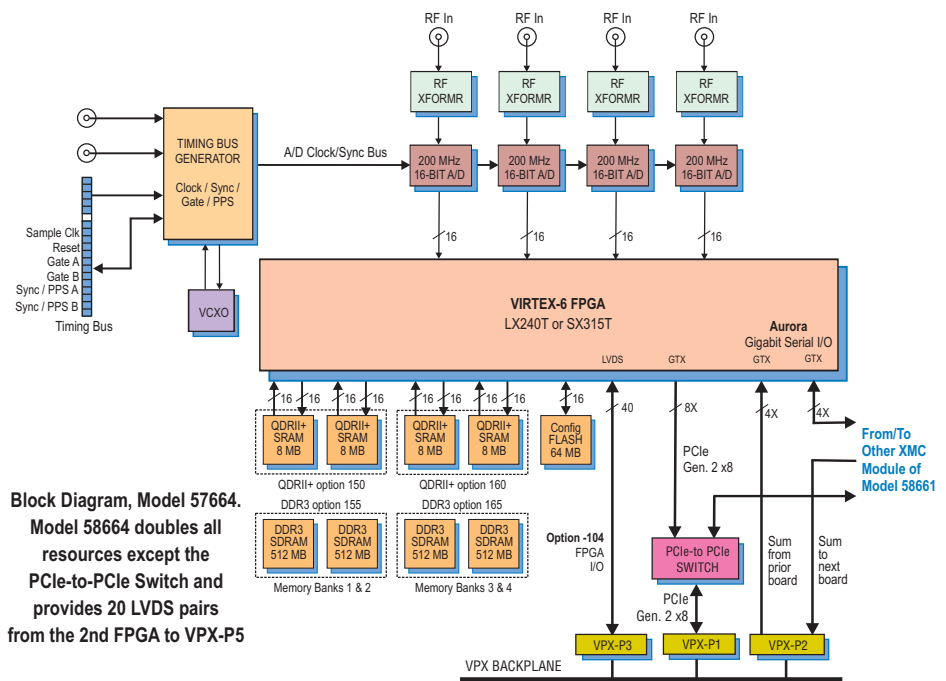 RF In
RF In
RF In
RF In
RF
XFORMR
RF
XFORMR
RF
XFORMR
RF
XFORMR
TIMING BUS
GENERATOR
Clock / Sync /
Gate / PPS
A/D Clock/Sync Bus
200 MHz
16-BIT A/D
200 MHz
16-BIT A/D
200 MHz
16-BIT A/D
200 MHz
16-BIT A/D
16
16
16
16
Sample Clk
Reset
Gate A
Gate B
Sync / PPS A
Sync / PPS B
Timing Bus
VCXO
VIRTEX-6 FPGA
LX240T or SX315T
Aurora
Gigabit Serial I/O
LVDS
GTX
GTX
GTX
16
16
16
16
16
16
16
16
16
40
8X
4X
4X
QDRII+
SRAM
8 MB
QDRII+
SRAM
8 MB
QDRII+
SRAM
8 MB
QDRII+
SRAM
8 MB
Config
FLASH
64 MB
QDRII+ option 150
QDRII+ option 160
DDR3 option 155
DDR3 option 165
DDR3
SDRAM
512 MB
DDR3
SDRAM
512 MB
DDR3
SDRAM
512 MB
DDR3
SDRAM
512 MB
Memory Banks 1 & 2
Memory Banks 3 & 4
PCIe
Gen. 2 x8
From/To
Other XMC
Module of
Model 58661
Option -104
FPGA
I/O
PCIe-to PCIe
SWITCH
Sum
from
prior
board
Sum
to
next
board
PCIe
Gen. 2 x8
VPX-P3
VPX-P1
VPX-P2
VPX BACKPLANE
Block Diagram, Model 57664.
Model 58664 doubles all
resources except the
PCIe-to-PCIe Switch and
provides 20 LVDS pairs
from the 2nd FPGA to VPX-P5